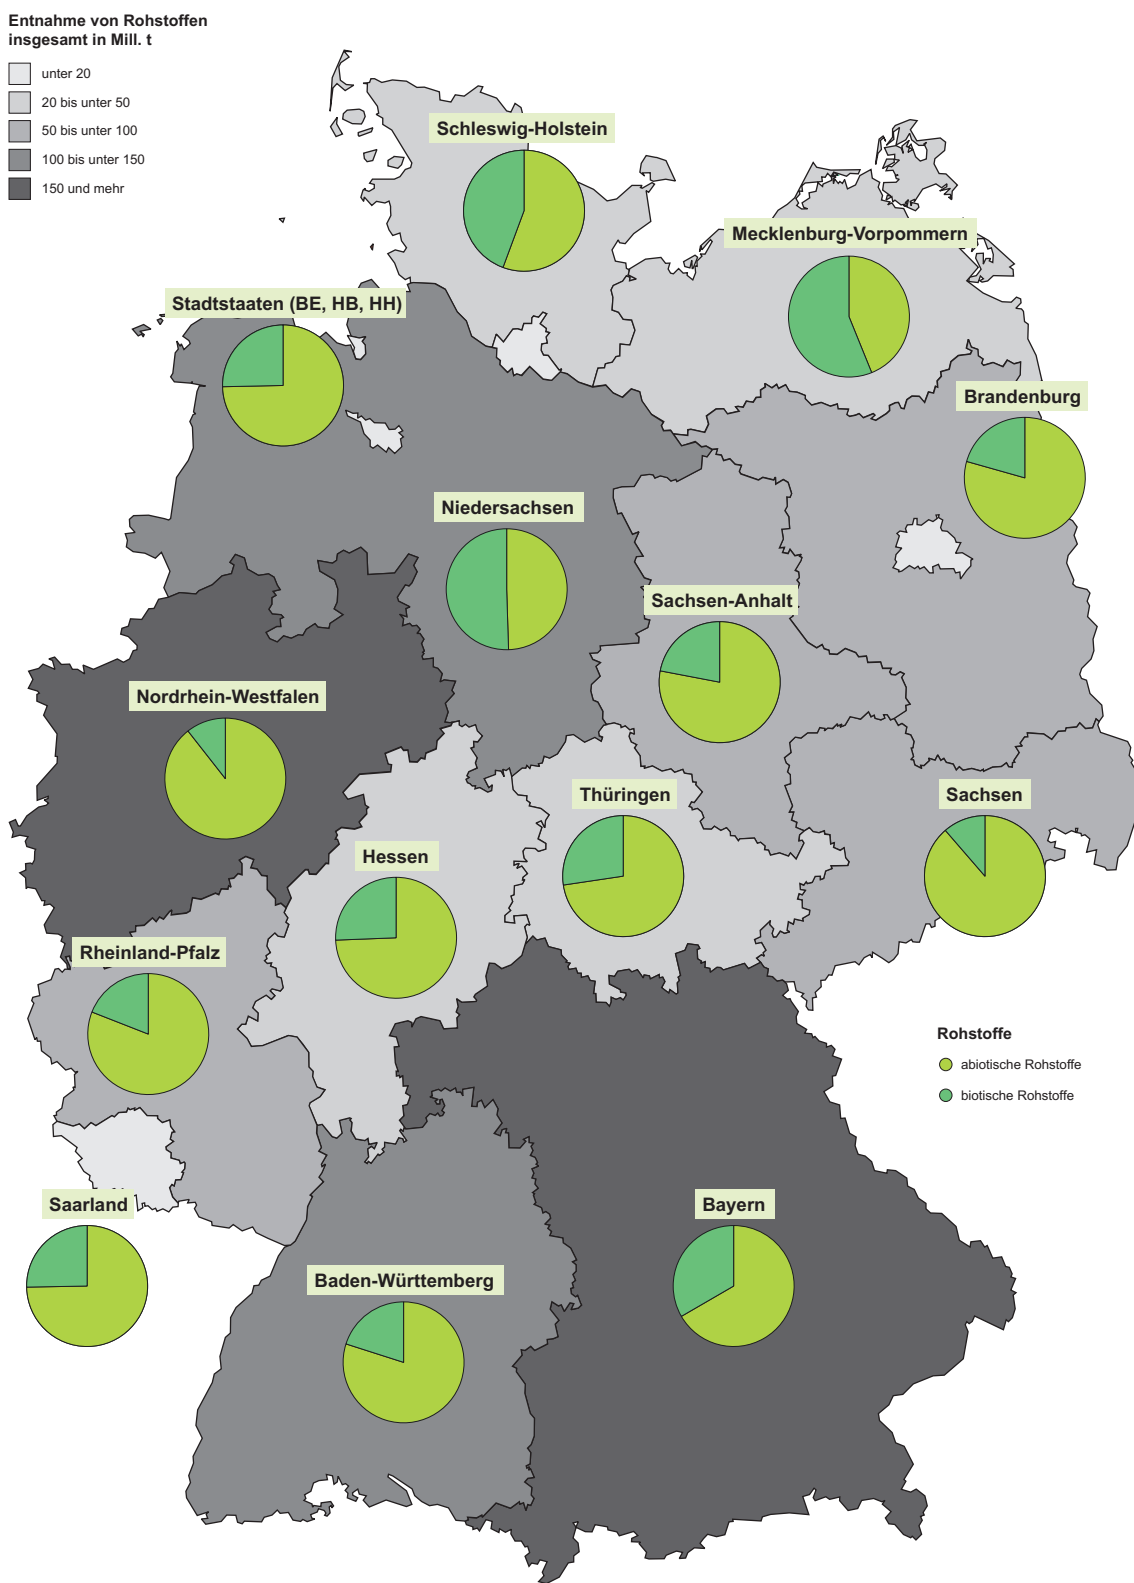 Entnahme von Rohstoffen
insgesamt in Mill. t
unter 20
20 bis unter 50
50 bis unter 100
100 bis unter 150
150 und mehr
Schleswig-Holstein
Mecklenburg-Vorpommern
Stadtstaaten (BE, HB, HH)
Brandenburg
Niedersachsen
Sachsen-Anhalt
Nordrhein-Westfalen
Thüringen
Sachsen
Hessen
Rheinland-Pfalz
Rohstoffe
abiotische Rohstoffe
biotische Rohstoffe
Saarland
Bayern
Baden-Württemberg